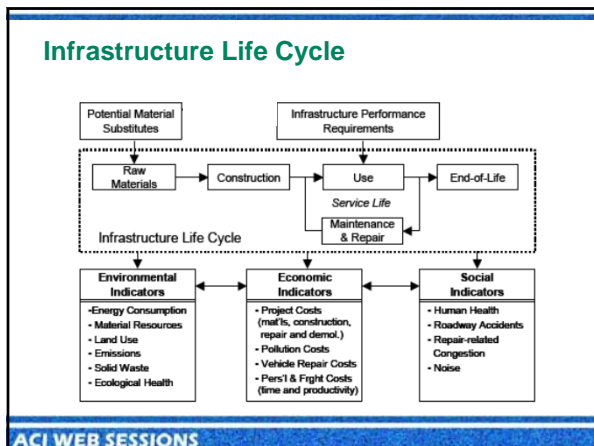 Infrastructure Life Cycle
Potential Material
Substitutes
Infrastructure Performance
Requirements
Raw
Materials
Construction
Use
End-of-Life
Service Life
Maintenance
& Repair
Infrastructure Life Cycle
Environmental
Indicators
-Energy Consumption
- Material Resources
- Land Use
- Emissions
- Solid Waste
- Ecological Health
Economic
Indicators
- Project Costs
(mat'ls, construction,
repair and demol.)
- Pollution Costs
- Vehicle Repair Costs
- Pers'l & Frght Costs
(time and productivity)
Social
Indicators
- Human Health
- Roadway Accidents
- Repair-related
Congestion
- Noise
ACI WEB SESSIONS